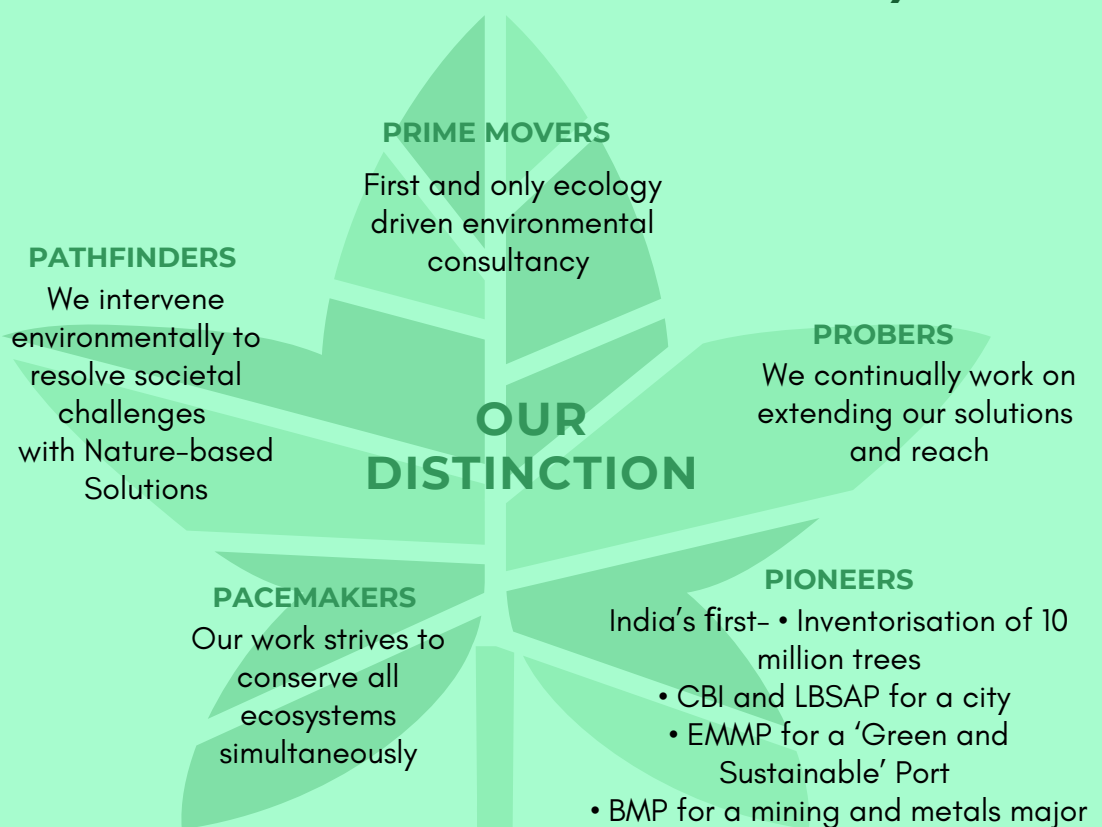 PRIME MOVERS
First and only ecology
driven environmental
consultancy
PATHFINDERS
We intervene
environmentally to
resolve societal
challenges
with Nature-based
Solutions
PROBERS
We continually work on
extending our solutions
and reach
OUR
DISTINCTION
PACEMAKERS
Our work strives to
conserve all
ecosystems
simultaneously
PIONEERS
India’s first- • Inventorisation of 10
million trees
• CBI and LBSAP for a city
• EMMP for a ‘Green and
Sustainable’ Port
• BMP for a mining and metals major